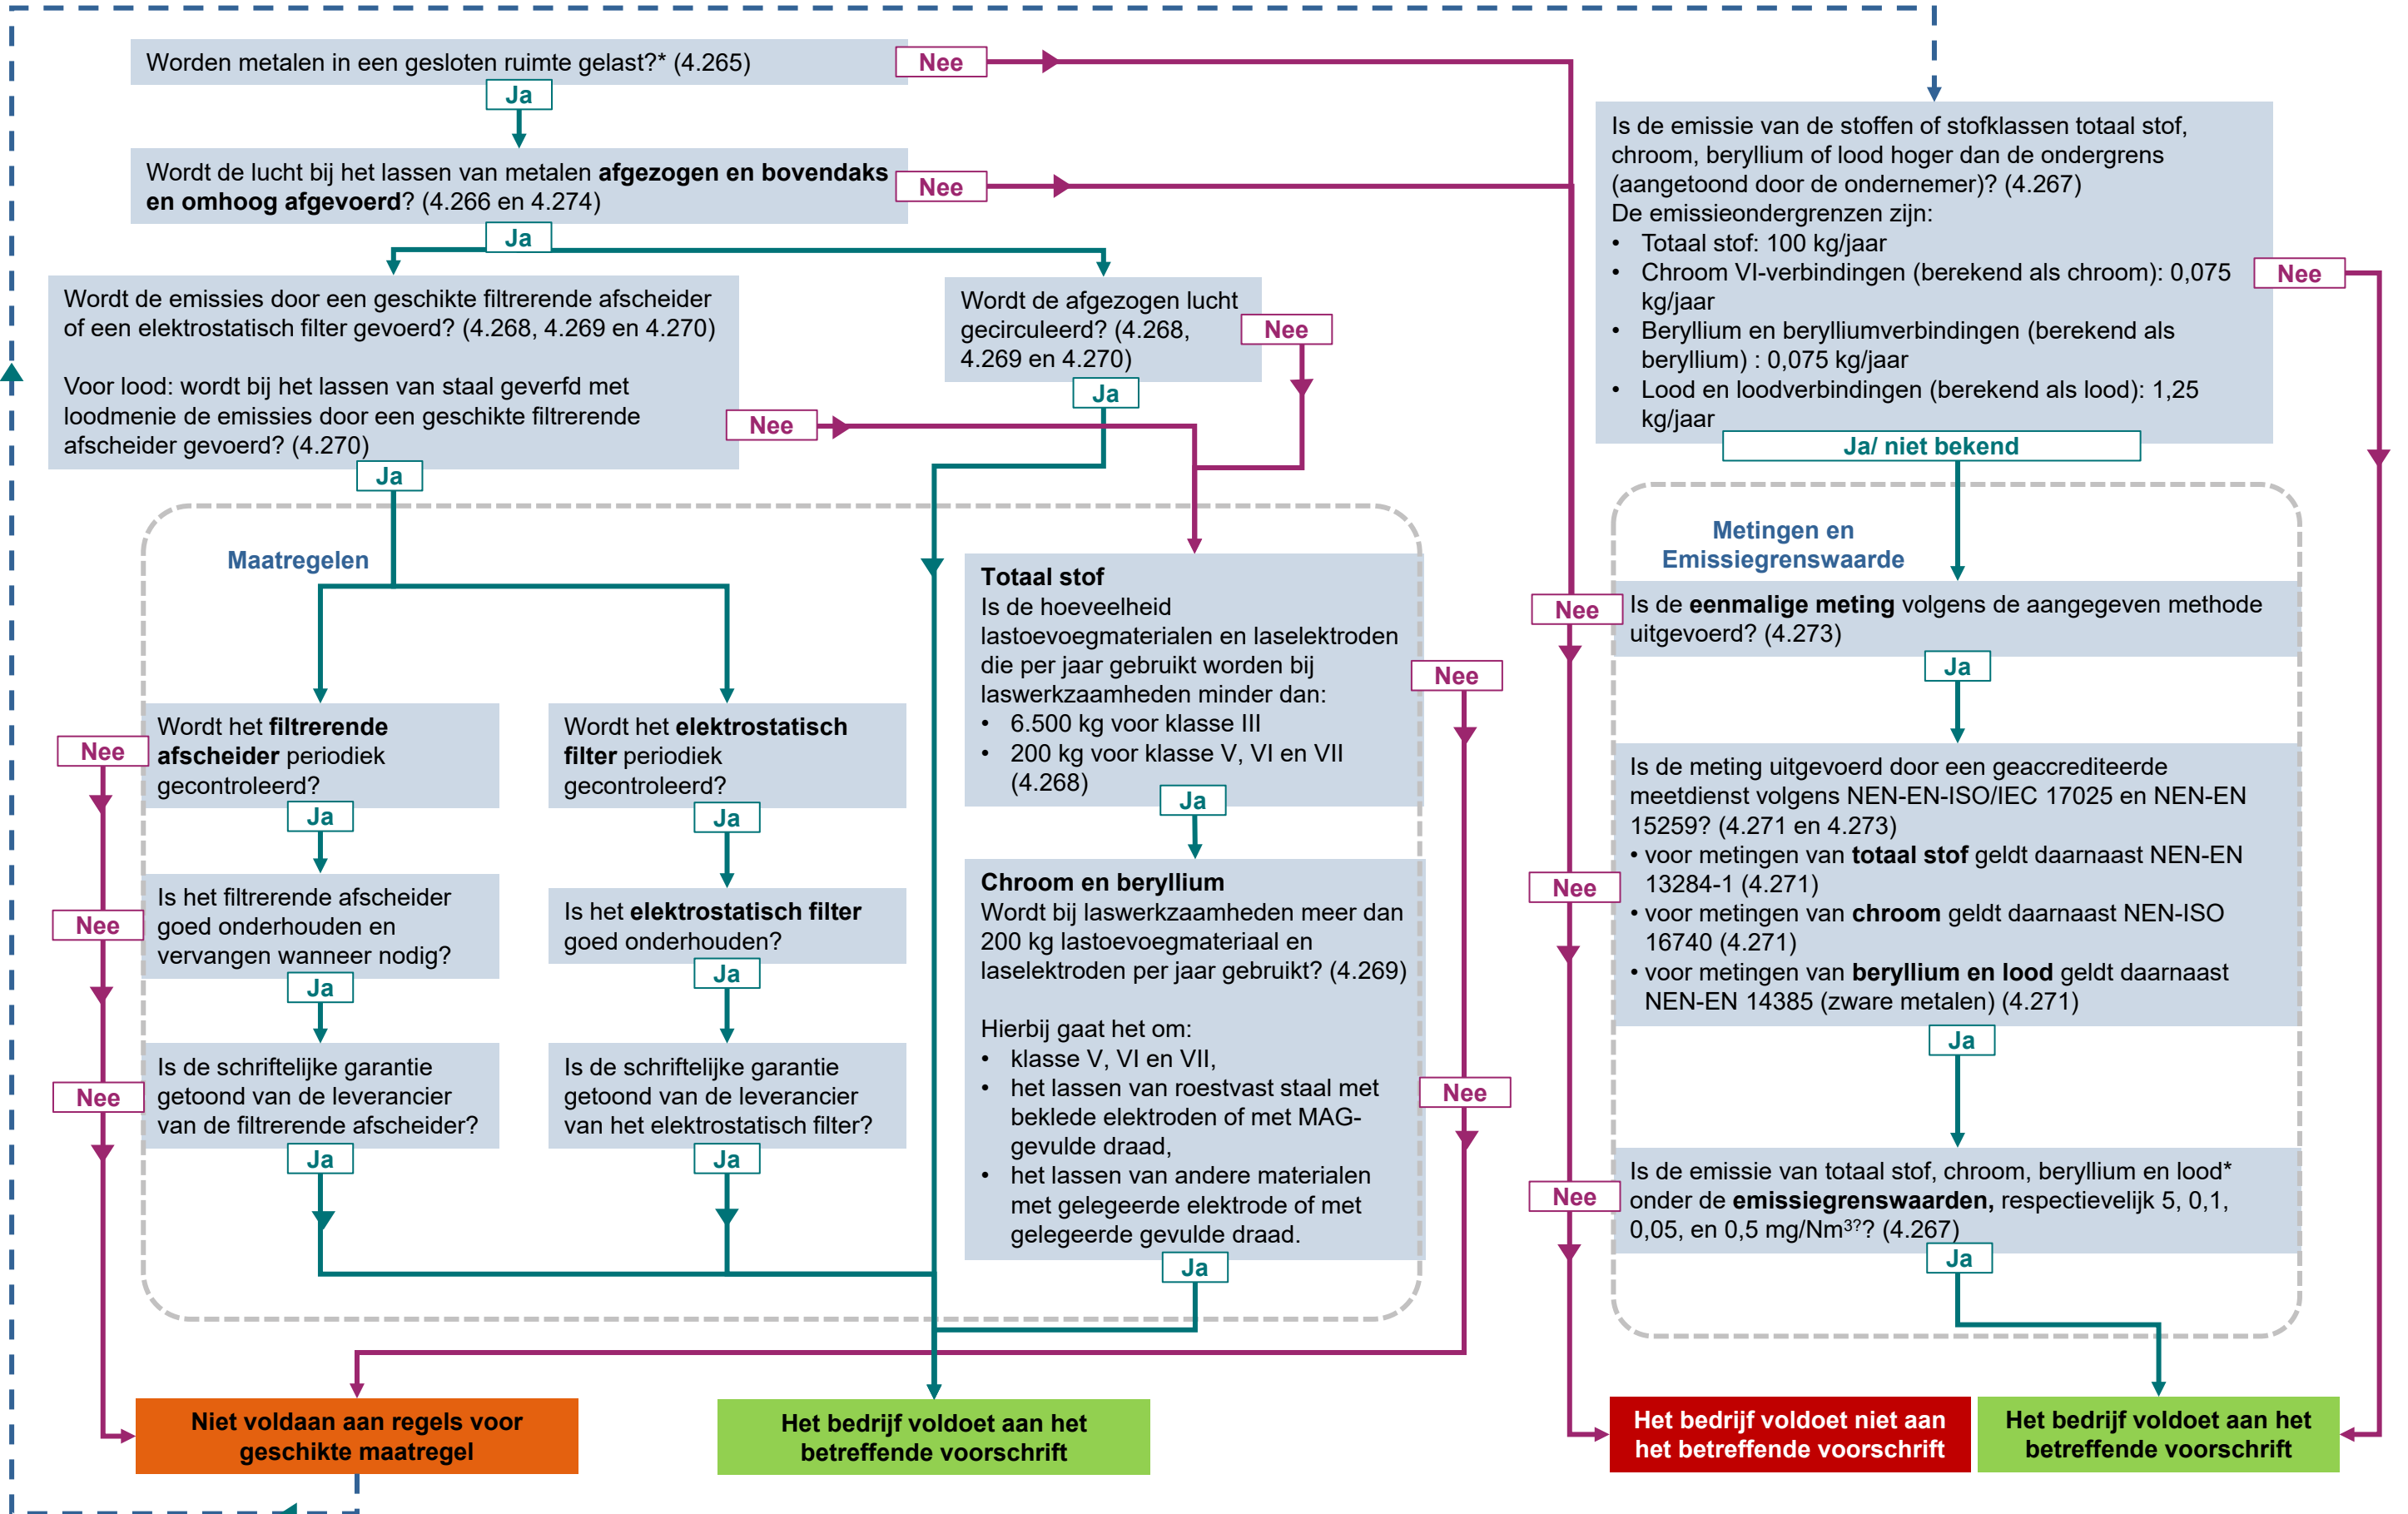 Worden metalen in een gesloten ruimte gelast?* (4.265)
Nee
Ja
Wordt de lucht bij het lassen van metalen afgezogen en bovendaks
en omhoog afgevoerd? (4.266 en 4.274)
Nee
Ja
Wordt de emissies door een geschikte filtrerende afscheider
of een elektrostatisch filter gevoerd? (4.268, 4.269 en 4.270)
Voor lood: wordt bij het lassen van staal geverfd met
loodmenie de emissies door een geschikte filtrerende
afscheider gevoerd? (4.270)
Nee
Ja
Wordt de afgezogen lucht
gecirculeerd? (4.268,
4.269 en 4.270)
Nee
Ja
Maatregelen
Wordt het filtrerende
afscheider periodiek
gecontroleerd?
Nee
Ja
Is het filtrerende afscheider
goed onderhouden en
vervangen wanneer nodig?
Nee
Ja
Is de schriftelijke garantie
getoond van de leverancier
van de filtrerende afscheider?
Nee
Ja
Wordt het elektrostatisch
filter periodiek
gecontroleerd?
Ja
Is het elektrostatisch filter
goed onderhouden?
Ja
Is de schriftelijke garantie
getoond van de leverancier
van het elektrostatisch filter?
Ja
Totaal stof
Is de hoeveelheid
lastoevoegmaterialen en laselektroden
die per jaar gebruikt worden bij
laswerkzaamheden minder dan:
• 6.500 kg voor klasse III
• 200 kg voor klasse V, VI en VII
(4.268)
Nee
Ja
Chroom en beryllium
Wordt bij laswerkzaamheden meer dan
200 kg lastoevoegmateriaal en
laselektroden per jaar gebruikt? (4.269)
Hierbij gaat het om:
• klasse V, VI en VII,
• het lassen van roestvast staal met
beklede elektroden of met MAG-
gevulde draad,
• het lassen van andere materialen
met gelegeerde elektrode of met
gelegeerde gevulde draad.
Nee
Ja
Niet voldaan aan regels voor
geschikte maatregel
Het bedrijf voldoet aan het
betreffende voorschrift
Is de emissie van de stoffen of stofklassen totaal stof,
chroom, beryllium of lood hoger dan de ondergrens
(aangetoond door de ondernemer)? (4.267)
De emissieondergrenzen zijn:
• Totaal stof: 100 kg/jaar
• Chroom VI-verbindingen (berekend als chroom): 0,075
kg/jaar
• Beryllium en berylliumverbindingen (berekend als
beryllium) : 0,075 kg/jaar
• Lood en loodverbindingen (berekend als lood): 1,25
kg/jaar
Nee
Ja/ niet bekend
Metingen en
Emissiegrenswaarde
Is de eenmalige meting volgens de aangegeven methode
uitgevoerd? (4.273)
Nee
Ja
Is de meting uitgevoerd door een geaccrediteerde
meetdienst volgens NEN-EN-ISO/IEC 17025 en NEN-EN
15259? (4.271 en 4.273)
• voor metingen van totaal stof geldt daarnaast NEN-EN
13284-1 (4.271)
• voor metingen van chroom geldt daarnaast NEN-ISO
16740 (4.271)
• voor metingen van beryllium en lood geldt daarnaast
NEN-EN 14385 (zware metalen) (4.271)
Nee
Ja
Is de emissie van totaal stof, chroom, beryllium en lood*
onder de emissiegrenswaarden, respectievelijk 5, 0,1,
0,05, en 0,5 mg/Nm³?? (4.267)
Nee
Ja
Het bedrijf voldoet niet aan
het betreffende voorschrift
Het bedrijf voldoet aan het
betreffende voorschrift